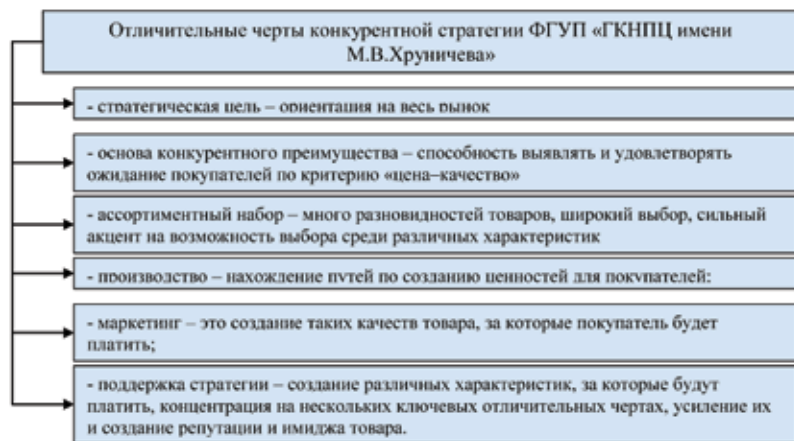 Отличительные черты конкурентной стратегии ФГУП «ГКНПЦ имени
М.В.Хруничева»
- стратегическая цель – ориентация на весь рынок
- основа конкурентного преимущества – способность выявлять и удовлетворять
ожидание покупателей по критерию «цена–качество»
- ассортиментный набор – много разновидностей товаров, широкий выбор, сильный
акцент на возможность выбора среди различных характеристик
- производство – нахождение путей по созданию ценностей для покупателей;
- маркетинг – это создание таких качеств товара, за которые покупатель будет
платить;
- поддержка стратегии – создание различных характеристик, за которые будут
платить, концентрация на нескольких ключевых отличительных чертах, усиление их
и создание репутации и имиджа товара.